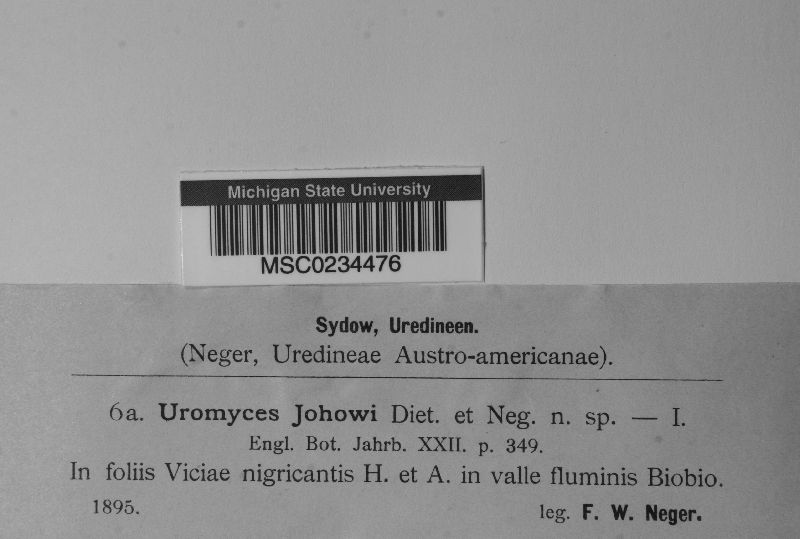 Michigan State University
MSC0234476
Sydow, Uredineen.
(Neger, Uredineae Austro-americanae).
6a. Uromyces Johowi Diet. et Neg. n. sp. — I.
Engl. Bot. Jahrb. XXII. p. 349.
In foliis Viciae nigricantis H. et A. in valle fluminis Biobio.
1895. leg. F. W. Neger.